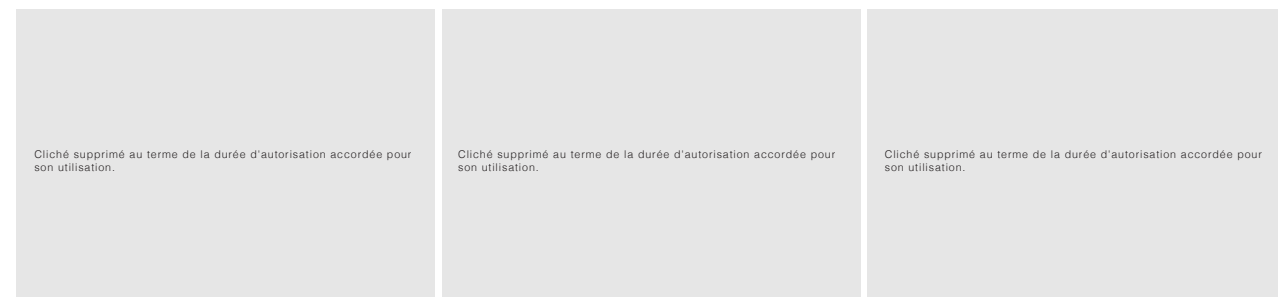 Cliché supprimé au terme de la durée d'autorisation accordée pour
son utilisation.
Cliché supprimé au terme de la durée d'autorisation accordée pour
son utilisation.
Cliché supprimé au terme de la durée d'autorisation accordée pour
son utilisation.